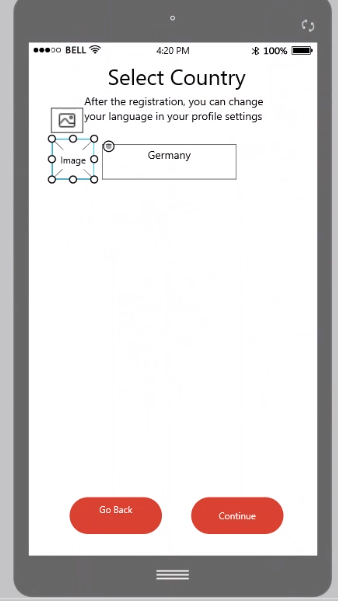 BELL 4:20 PM 100%
Select Country
After the registration, you can change
your language in your profile settings
Image
Germany
Go Back
Continue